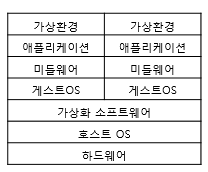 가상환경 가상환경
애플리케이션 애플리케이션
미들웨어 미들웨어
게스트OS 게스트OS
가상화 소프트웨어
호스트 OS
하드웨어